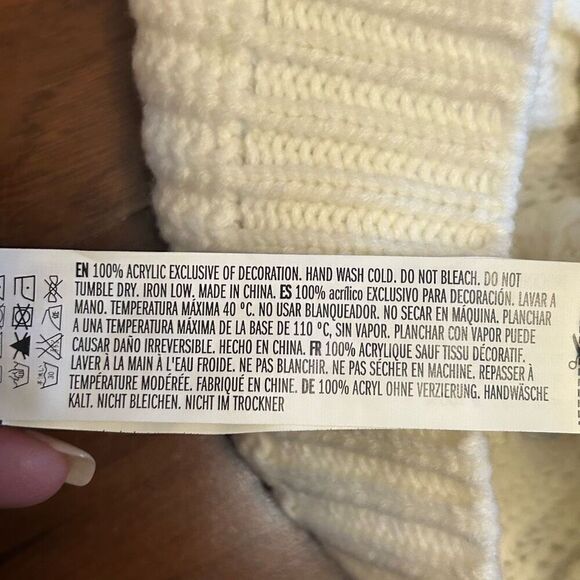 EN 100% ACRYLIC EXCLUSIVE OF DECORATION. HAND WASH COLD. DO NOT BLEACH. DO NOT
TUMBLE DRY. IRON LOW. MADE IN CHINA. ES 100% acrílico EXCLUSIVO PARA DECORACIÓN. LAVAR A
MANO. TEMPERATURA MÁXIMA 40 ºC. NO USAR BLANQUEADOR. NO SECAR EN MÁQUINA. PLANCHAR
A UNA TEMPERATURA MÁXIMA DE LA BASE DE 110 ºC, SIN VAPOR. PLANCHAR CON VAPOR PUEDE
CAUSAR DAÑO IRREVERSIBLE. HECHO EN CHINA. FR 100% ACRYLIQUE SAUF TISSU DÉCORATIF.
LAVER À LA MAIN À L'EAU FROIDE. NE PAS BLANCHIR. NE PAS SÉCHER EN MACHINE. REPASSER À
TEMPÉRATURE MODÉRÉE. FABRIQUÉ EN CHINE. DE 100% ACRYL OHNE VERZIERUNG. HANDWÄSCHE
KALT. NICHT BLEICHEN. NICHT IM TROCKNER